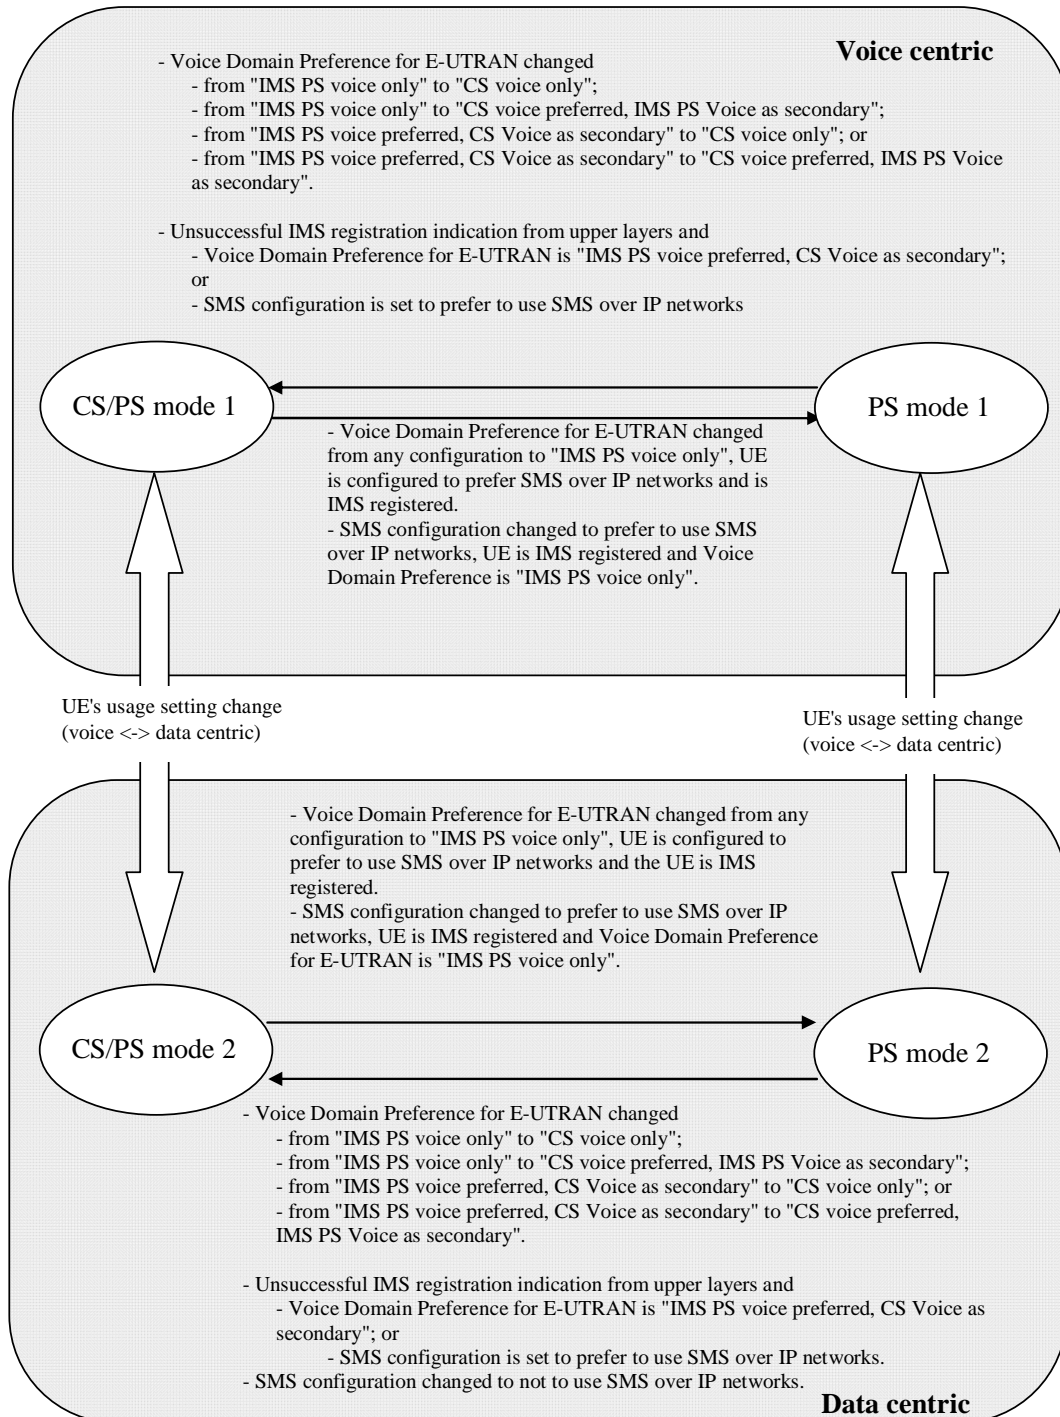 Voice centric
- Voice Domain Preference for E-UTRAN changed
- from "IMS PS voice only" to "CS voice only";
- from "IMS PS voice only" to "CS voice preferred, IMS PS Voice as secondary";
- from "IMS PS voice preferred, CS Voice as secondary" to "CS voice only"; or
- from "IMS PS voice preferred, CS Voice as secondary" to "CS voice preferred, IMS PS Voice
as secondary".
- Unsuccessful IMS registration indication from upper layers and
- Voice Domain Preference for E-UTRAN is "IMS PS voice preferred, CS Voice as secondary";
or
- SMS configuration is set to prefer to use SMS over IP networks
CS/PS mode 1
PS mode 1
- Voice Domain Preference for E-UTRAN changed
from any configuration to "IMS PS voice only", UE
is configured to prefer SMS over IP networks and is
IMS registered.
- SMS configuration changed to prefer to use SMS
over IP networks, UE is IMS registered and Voice
Domain Preference is "IMS PS voice only".
UE's usage setting change
(voice <-> data centric)
UE's usage setting change
(voice <-> data centric)
- Voice Domain Preference for E-UTRAN changed from any
configuration to "IMS PS voice only", UE is configured to
prefer to use SMS over IP networks and the UE is IMS
registered.
- SMS configuration changed to prefer to use SMS over IP
networks, UE is IMS registered and Voice Domain Preference
for E-UTRAN is "IMS PS voice only".
CS/PS mode 2
PS mode 2
- Voice Domain Preference for E-UTRAN changed
- from "IMS PS voice only" to "CS voice only";
- from "IMS PS voice only" to "CS voice preferred, IMS PS Voice as secondary";
- from "IMS PS voice preferred, CS Voice as secondary" to "CS voice only"; or
- from "IMS PS voice preferred, CS Voice as secondary" to "CS voice preferred,
IMS PS Voice as secondary".
- Unsuccessful IMS registration indication from upper layers and
- Voice Domain Preference for E-UTRAN is "IMS PS voice preferred, CS Voice as
secondary"; or
- SMS configuration is set to prefer to use SMS over IP networks.
- SMS configuration changed to not to use SMS over IP networks.
Data centric